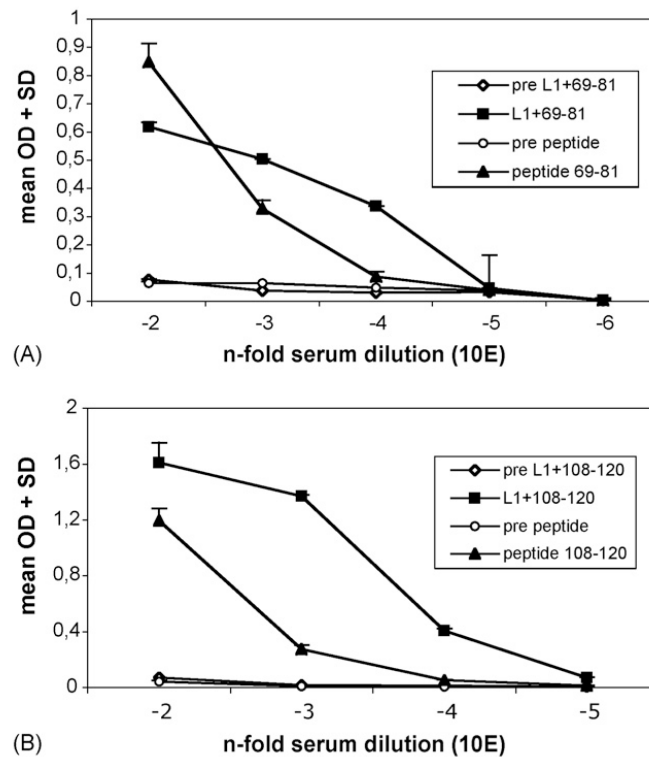 1
0,9
0,8
0,7
0,6
0,5
0,4
0,3
0,2
0,1
0
mean OD + SD
pre L1+69-81
L1+69-81
pre peptide
peptide 69-81
-2 -3 -4 -5 -6
n-fold serum dilution (10E)
(A)
2
1,6
1,2
0,8
0,4
0
mean OD + SD
pre L1+108-120
L1+108-120
pre peptide
peptide 108-120
-2 -3 -4 -5
n-fold serum dilution (10E)
(B)